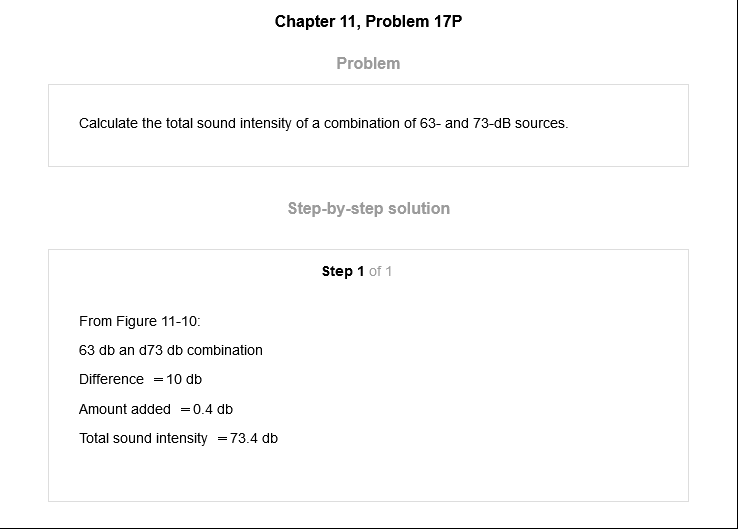 Chapter 11, Problem 17P
Problem
Calculate the total sound intensity of a combination of 63- and 73-dB sources.
Step-by-step solution
Step 1 of 1
From Figure 11-10:
63 db an d73 db combination
Difference = 10 db
Amount added = 0.4 db
Total sound intensity = 73.4 db